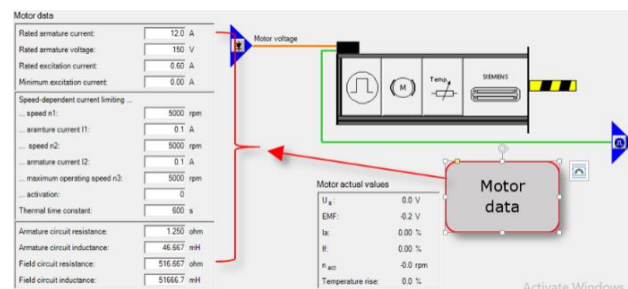 Motor data
Rated armature current: 12.0 A
Rated armature voltage: 150 V
Rated excitation current: 0.60 A
Minimum excitation current: 0.00 A
Speed-dependent current limiting ...
... speed n1: 5000 rpm
... aramture current I1: 0.1 A
... speed n2: 5000 rpm
... armature current I2: 0.1 A
... maximum operating speed n3: 5000 rpm
... activation: 0
Thermal time constant: 600 s
Armature circuit resistance: 1.250 ohm
Armature circuit inductance: 46.667 mH
Field circuit resistance: 516.667 ohm
Field circuit inductance: 51666.7 mH
Motor voltage
M
Temp.
SIEMENS
Motor
data
Motor actual values
Ua: 0.0 V
EMF: -0.2 V
Ia: 0.00 %
If: 0.00 %
n act -0.0 rpm
Temperature rise: 0.0 %
Activate Windows